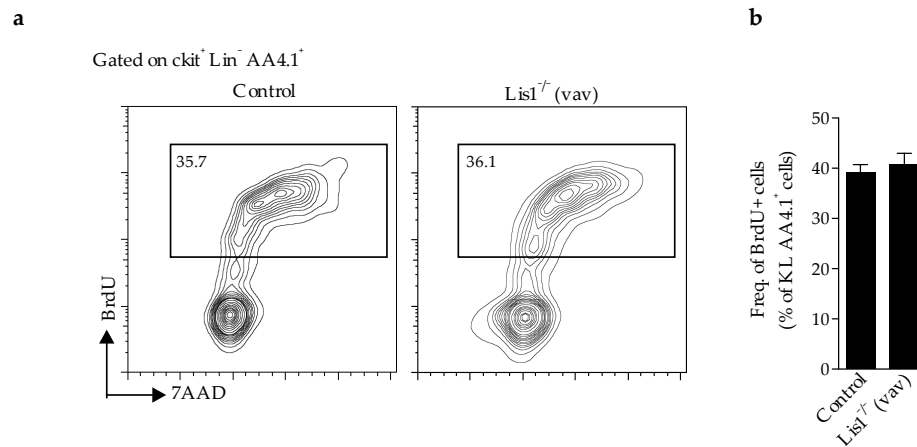 a
Gated on ckit⁺ Lin⁻ AA4.1⁺
Control
Lis1⁻/⁻ (vav)
35.7
36.1
BrdU
7AAD
b
Freq. of BrdU+ cells
(% of KL AA4.1⁺ cells)
50
40
30
20
10
0
Control
Lis1⁻/⁻ (vav)